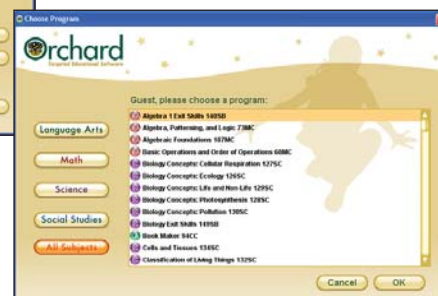 Choose Program
Orchard
Targeted Educational Software
Guest, please choose a program:
Language Arts
Math
Science
Social Studies
All Subjects
Algebra 1 Exit Skills 140SB
Algebra, Patterning, and Logic 73MC
Algebraic Foundations 107MC
Basic Operations and Order of Operations 60MC
Biology Concepts: Cellular Respiration 127SC
Biology Concepts: Ecology 126SC
Biology Concepts: Life and Non-Life 129SC
Biology Concepts: Photosynthesis 128SC
Biology Concepts: Pollution 130SC
Biology Exit Skills 149SB
Book Maker 94CC
Cells and Tissues 134SC
Classification of Living Things 132SC
Cancel
OK